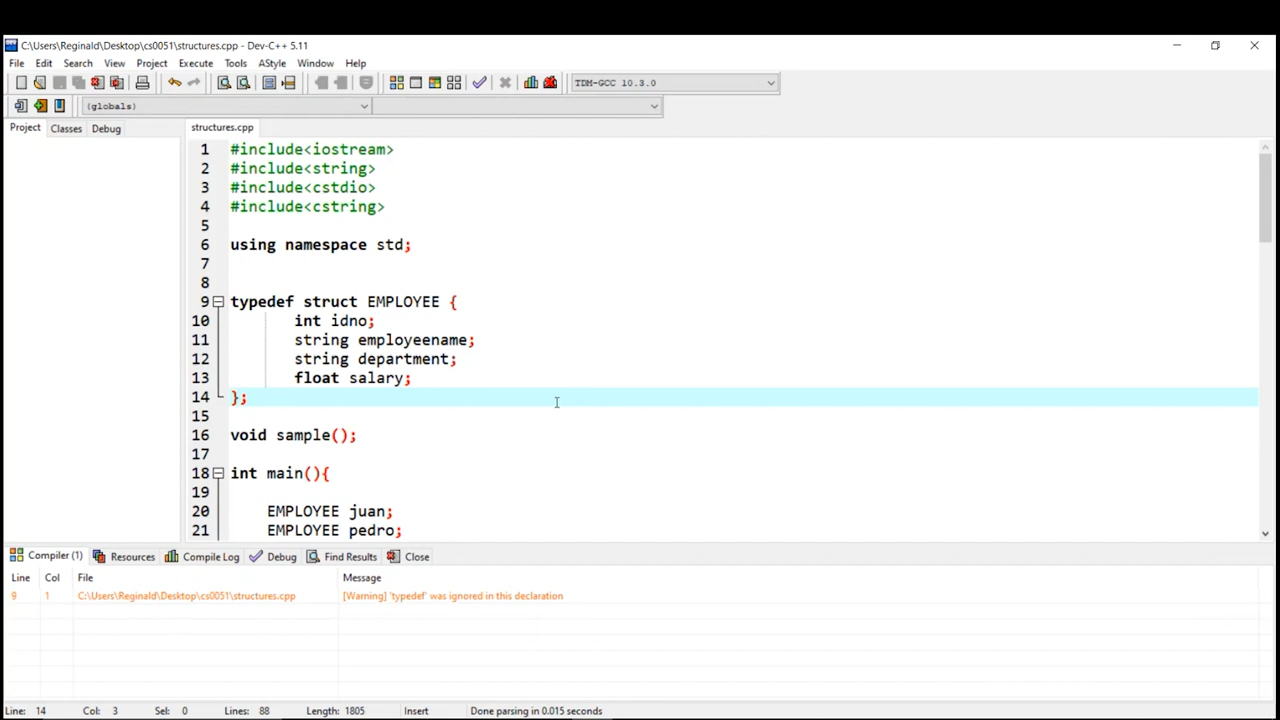 C:\Users\Reginald\Desktop\cs0051\structures.cpp - Dev-C++ 5.11
File Edit Search View Project Execute Tools AStyle Window Help
TDM-GCC 10.3.0
(globals)
Project Classes Debug structures.cpp
1 #include<iostream>
2 #include<string>
3 #include<cstdio>
4 #include<cstring>
5
6 using namespace std;
7
8
9 typedef struct EMPLOYEE {
10 int idno;
11 string employeename;
12 string department;
13 float salary;
14 };
15
16 void sample();
17
18 int main(){
19
20 EMPLOYEE juan;
21 EMPLOYEE pedro;
Compiler (1) Resources Compile Log Debug Find Results Close
Line Col File Message
9 1 C:\Users\Reginald\Desktop\cs0051\structures.cpp [Warning] 'typedef' was ignored in this declaration
Line: 14 Col: 3 Sel: 0 Lines: 88 Length: 1805 Insert Done parsing in 0.015 seconds